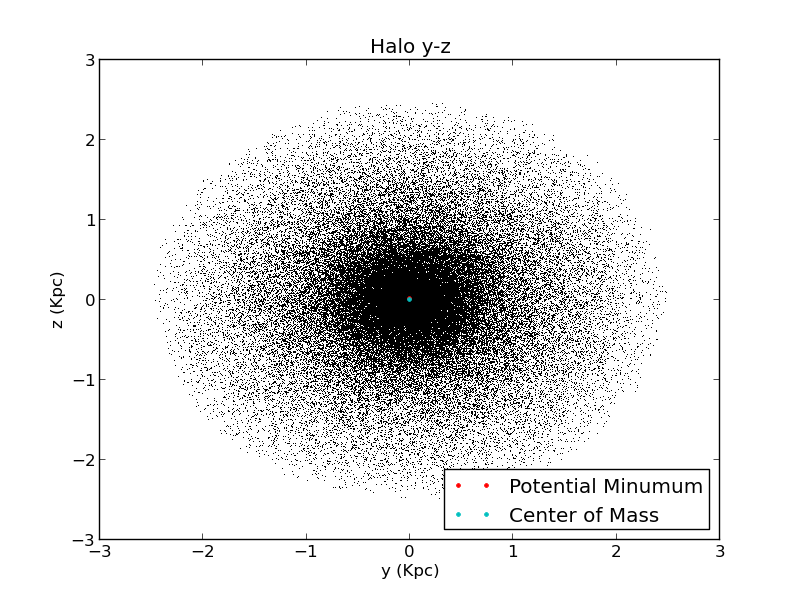 Halo y-z
3
2
1
0
−1
−2
−3
z (Kpc)
Potential Minumum
Center of Mass
−3 −2 −1 0 1 2 3
y (Kpc)